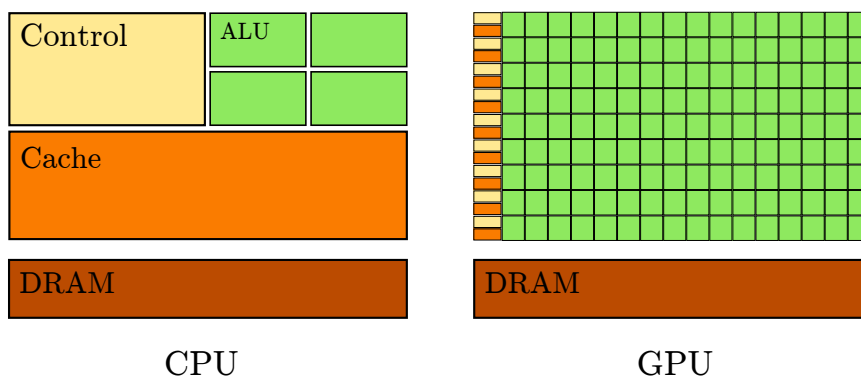 Control
ALU
Cache
DRAM
CPU
DRAM
GPU